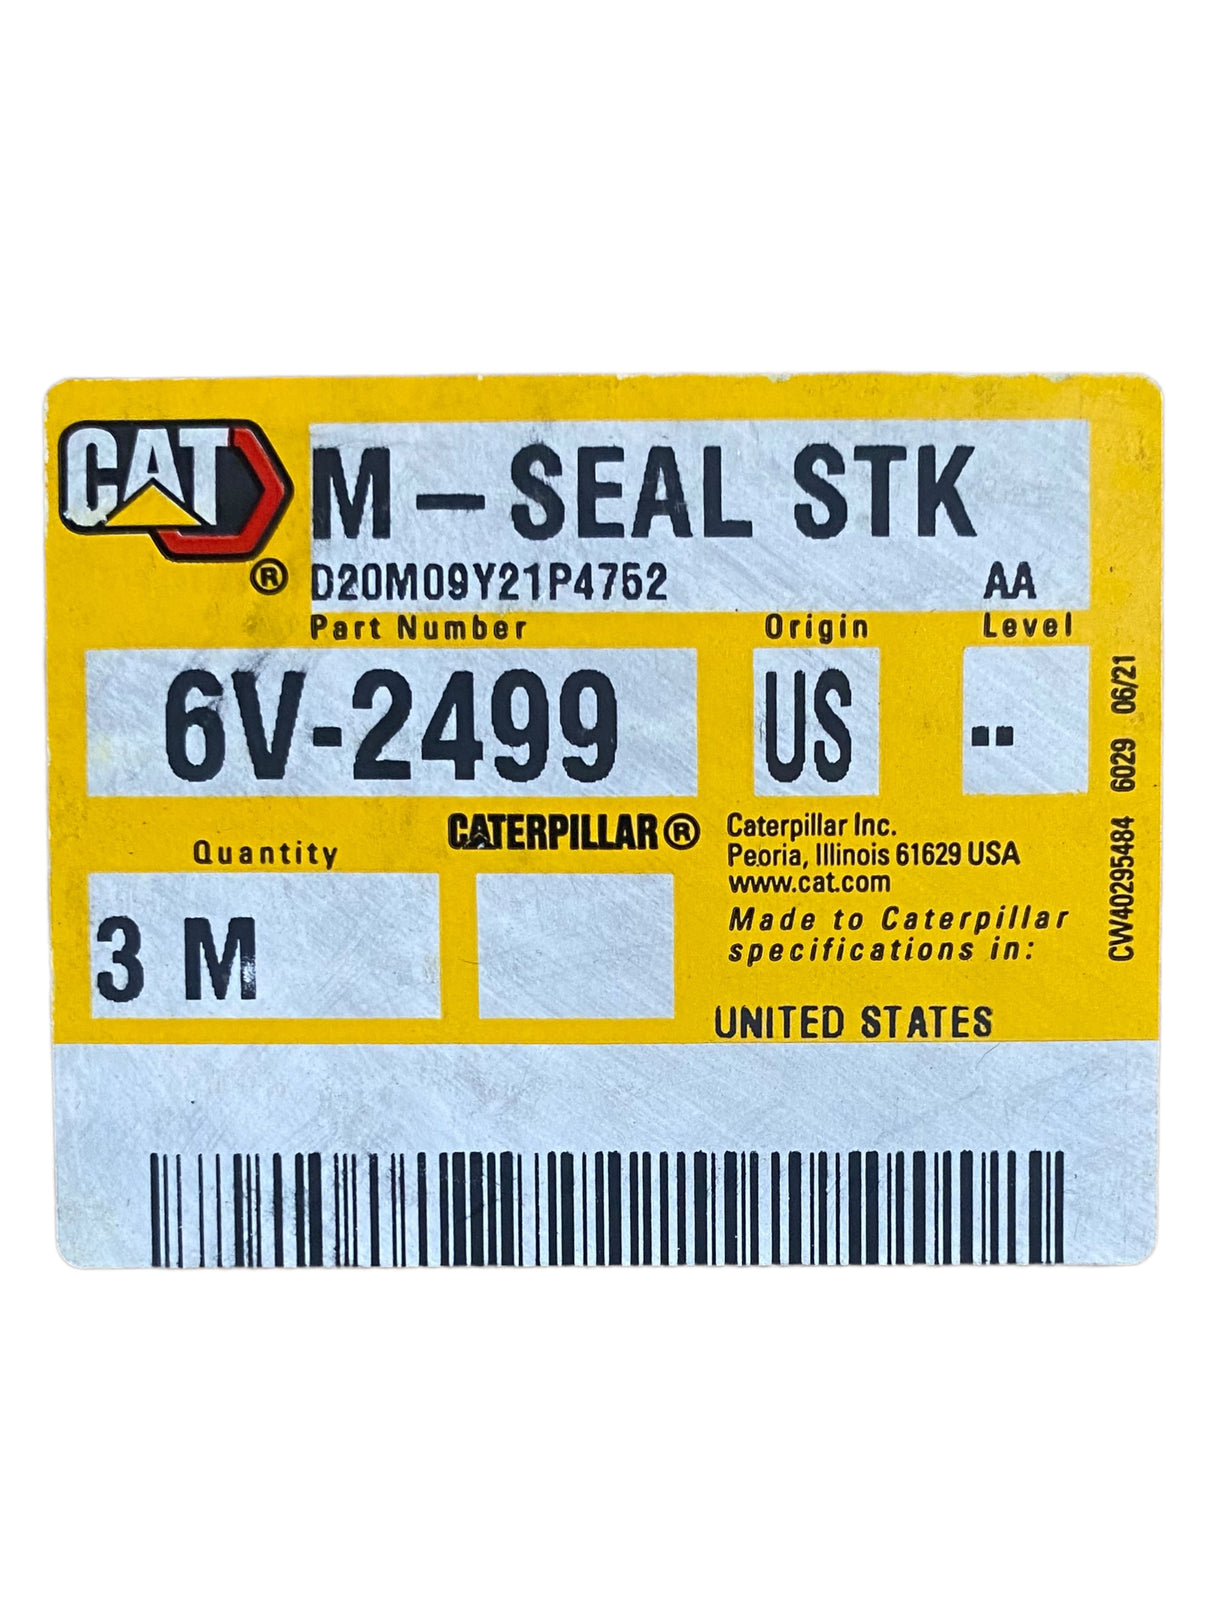 CAT
®
M-SEAL STK
D20M09Y21P4752 AA
Part Number Origin Level
6V-2499 US --
CATERPILLAR®
Quantity
3 M
Caterpillar Inc.
Peoria, Illinois 61629 USA
www.cat.com
Made to Caterpillar
specifications in:
UNITED STATES
CW40295484 6029 06/21